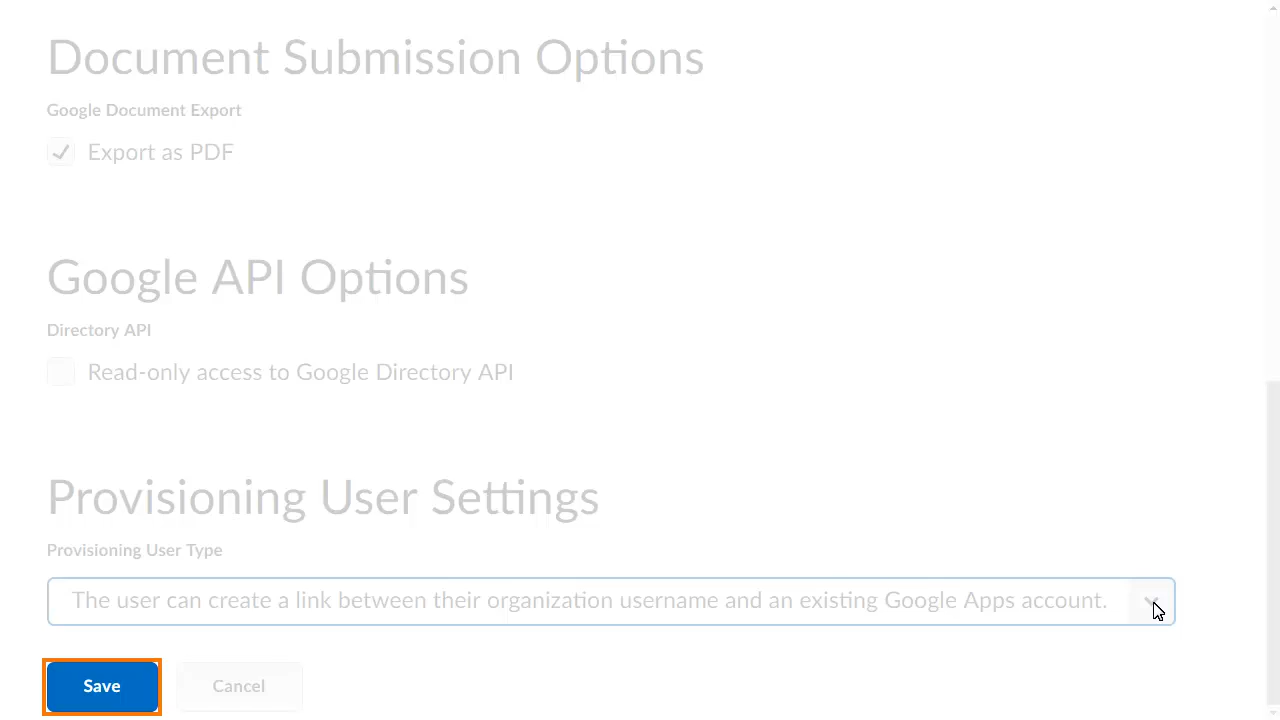 Document Submission Options
Google Document Export
Export as PDF
Google API Options
Directory API
Read-only access to Google Directory API
Provisioning User Settings
Provisioning User Type
The user can create a link between their organization username and an existing Google Apps account.
Save
Cancel